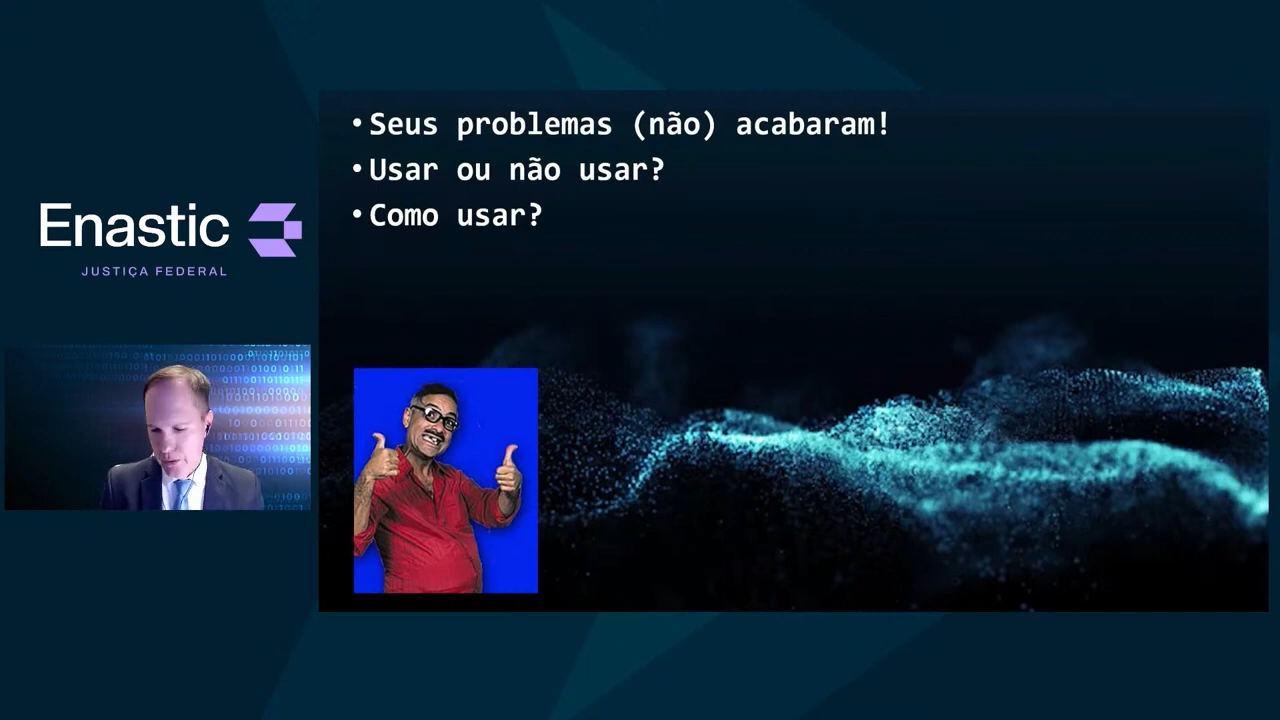 • Seus problemas (não) acabaram!
• Usar ou não usar?
• Como usar?
Enastic
JUSTIÇA FEDERAL